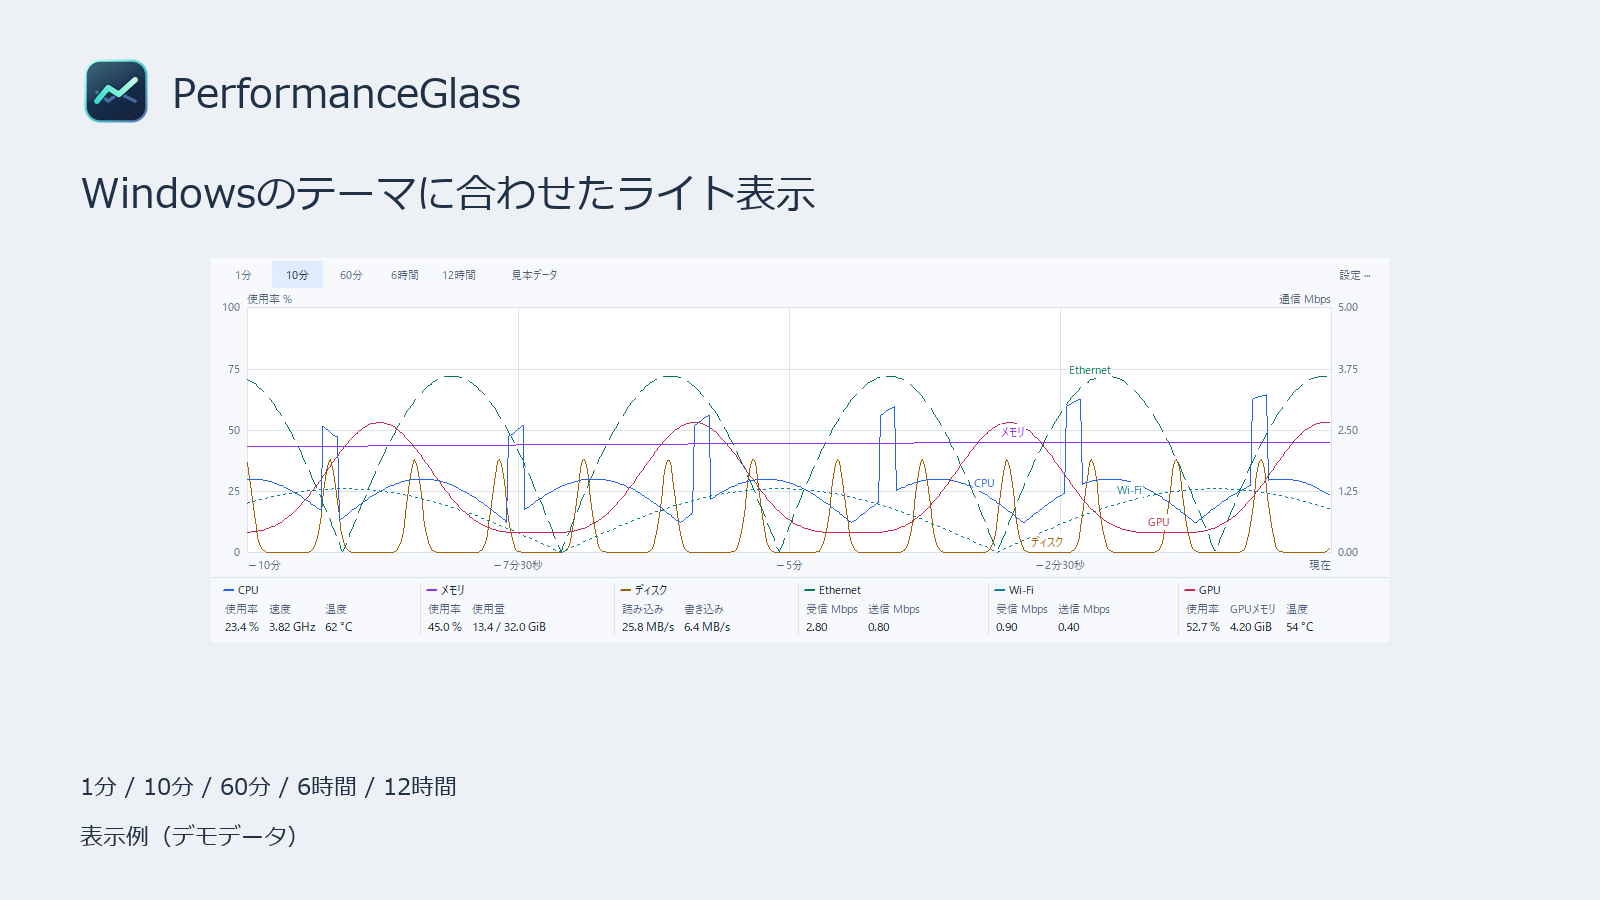 PerformanceGlass
Windowsのテーマに合わせたライト表示
1分 10分 60分 6時間 12時間 見本データ 設定 …
使用率 % 通信 Mbps
100 5.00
75 3.75
50 2.50
25 1.25
0 0.00
Ethernet
メモリ
CPU
Wi-Fi
GPU
ディスク
−10分 −7分30秒 −5分 −2分30秒 現在
CPU メモリ ディスク Ethernet Wi-Fi GPU
使用率 速度 温度 使用率 使用量 読み込み 書き込み 受信 Mbps 送信 Mbps 受信 Mbps 送信 Mbps 使用率 GPUメモリ 温度
23.4 % 3.82 GHz 62 °C 45.0 % 13.4 / 32.0 GiB 25.8 MB/s 6.4 MB/s 2.80 0.80 0.90 0.40 52.7 % 4.20 GiB 54 °C
1分 / 10分 / 60分 / 6時間 / 12時間
表示例（デモデータ）